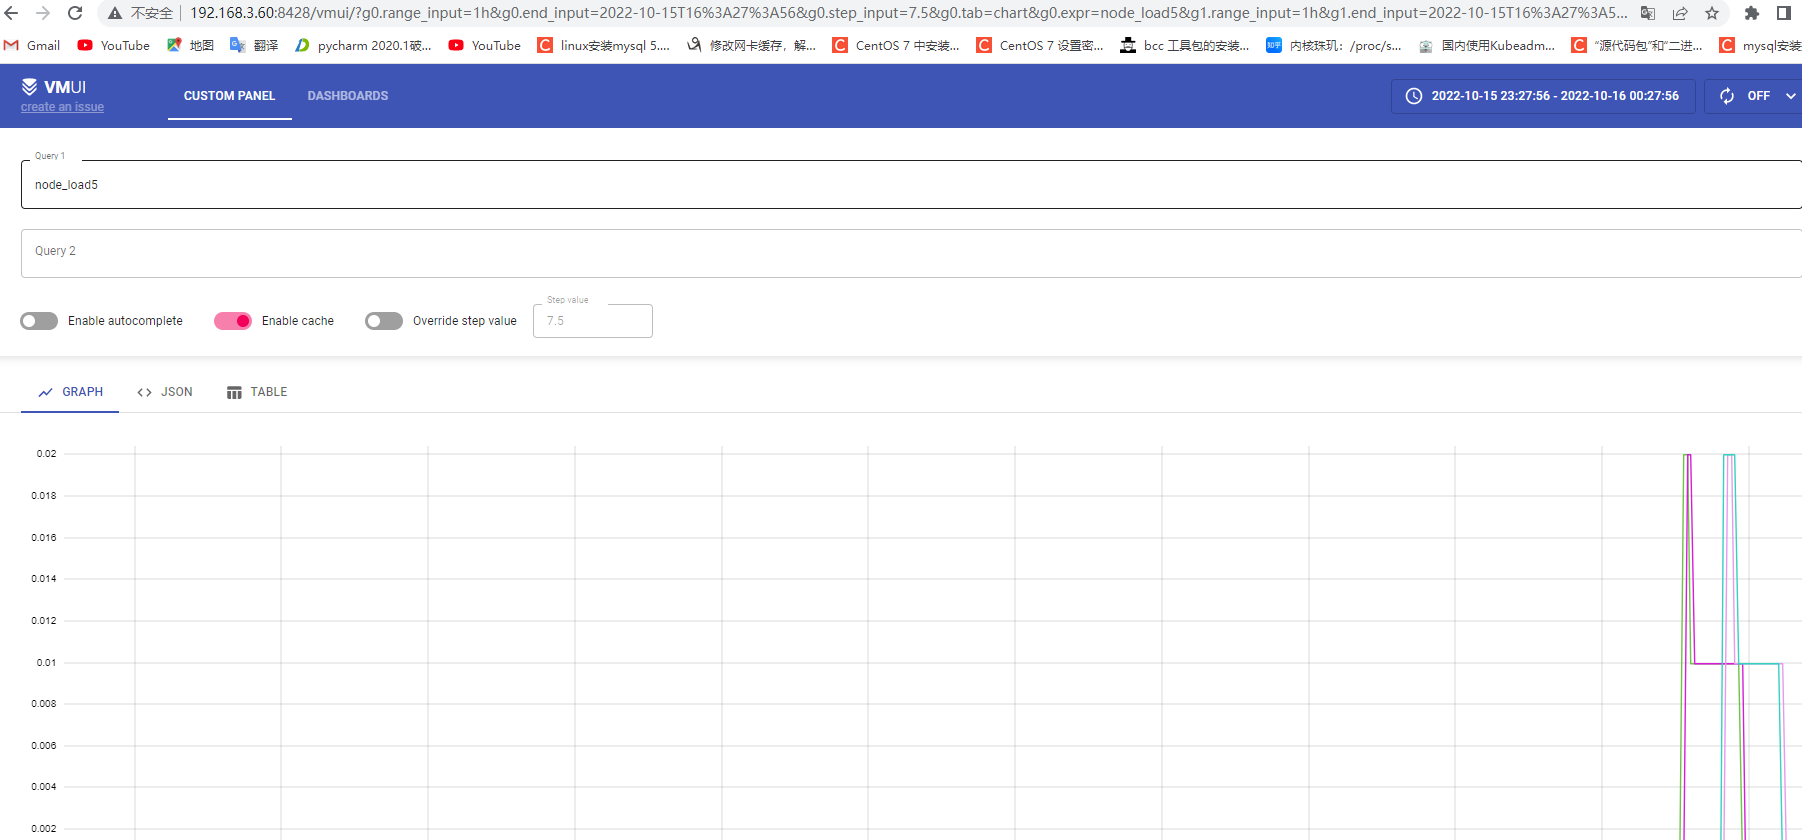 不安全 192.168.3.60:8428/vmui/?g0.range_input=1h&g0.end_input=2022-10-15T16%3A27%3A56&g0.step_input=7.5&g0.tab=chart&g0.expr=node_load5&g1.range_input=1h&g1.end_input=2022-10-15T16%3A27%3A5...
Gmail YouTube 地图 翻译 pycharm 2020.1破... YouTube linux安装mysql 5.... 修改网卡缓存，解... CentOS 7 中安装... CentOS 7 设置密... bcc 工具包的安装... 知乎 内核珠玑：/proc/s... 国内使用Kubeadm... “源代码包”和“二进... mysql安装
VMUI
create an issue
CUSTOM PANEL DASHBOARDS 2022-10-15 23:27:56 - 2022-10-16 00:27:56 OFF
Query 1
node_load5
Query 2
Enable autocomplete Enable cache Override step value
Step value
7.5
GRAPH JSON TABLE
0.02
0.018
0.016
0.014
0.012
0.01
0.008
0.006
0.004
0.002